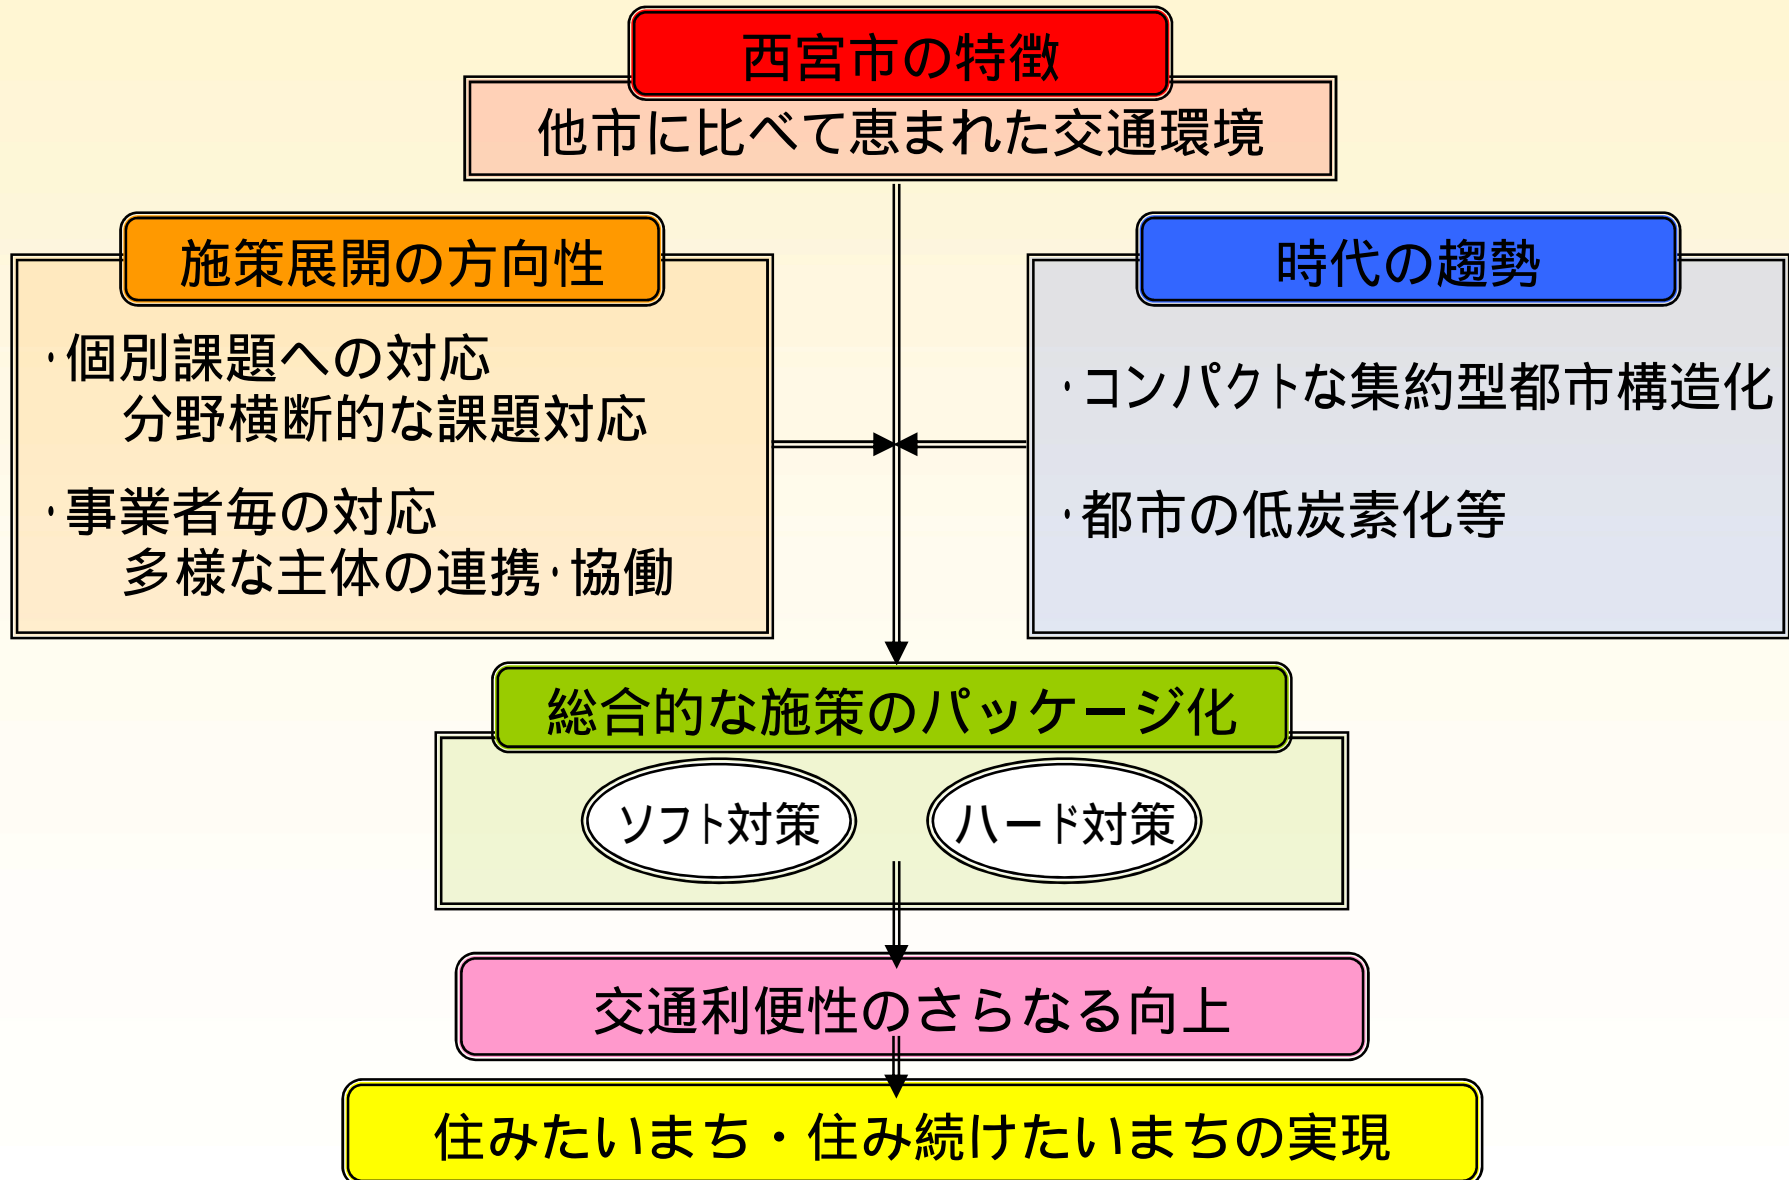 西宮市の特徴
他市に比べて恵まれた交通環境
施策展開の方向性
・個別課題への対応
分野横断的な課題対応
・事業者毎の対応
多様な主体の連携・協働
時代の趨勢
・コンパクトな集約型都市構造化
・都市の低炭素化等
総合的な施策のパッケージ化
ソフト対策
ハード対策
交通利便性のさらなる向上
住みたいまち・住み続けたいまちの実現